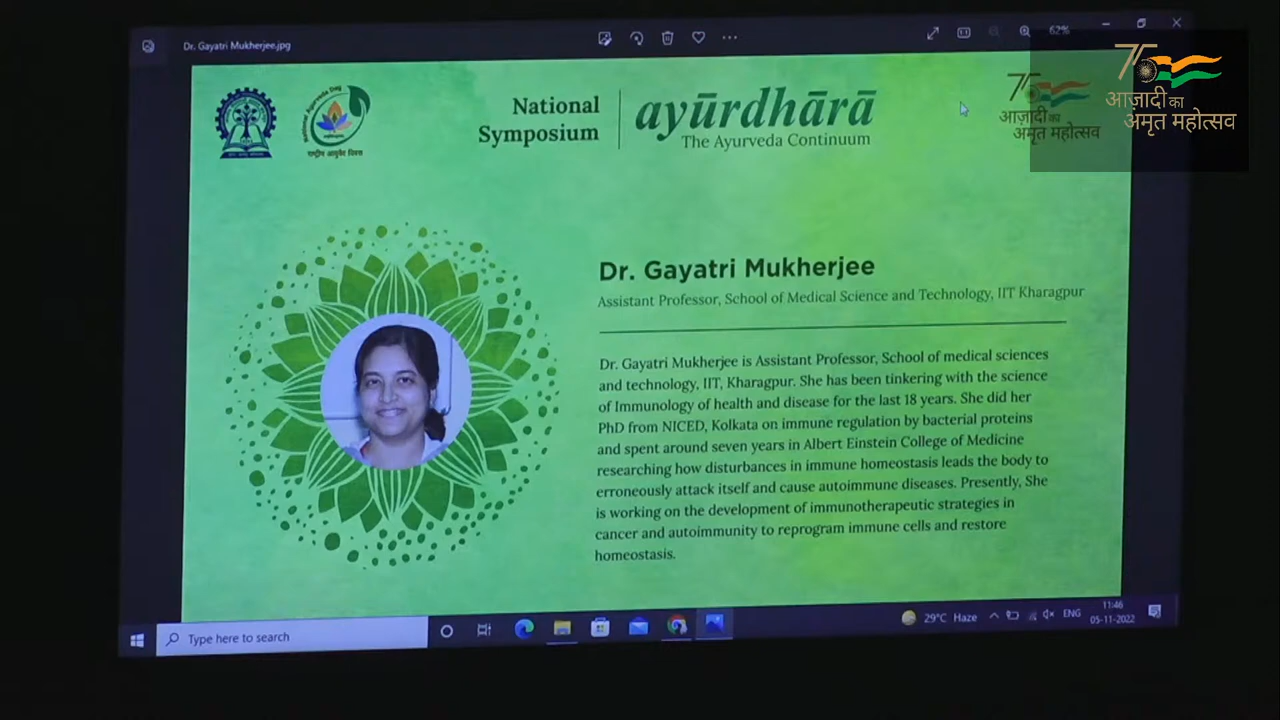 Dr. Gayatri Mukherjee.jpg
62%
National Symposium
ayūrdhārā
The Ayurveda Continuum
राष्ट्रीय आयुर्वेद दिवस
आज़ादी का
अमृत महोत्सव
75
आज़ादी का
अमृत महोत्सव
Dr. Gayatri Mukherjee
Assistant Professor, School of Medical Science and Technology, IIT Kharagpur
Dr. Gayatri Mukherjee is Assistant Professor, School of medical sciences
and technology, IIT, Kharagpur. She has been tinkering with the science
of Immunology of health and disease for the last 18 years. She did her
PhD from NICED, Kolkata on immune regulation by bacterial proteins
and spent around seven years in Albert Einstein College of Medicine
researching how disturbances in immune homeostasis leads the body to
erroneously attack itself and cause autoimmune diseases. Presently, She
is working on the development of immunotherapeutic strategies in
cancer and autoimmunity to reprogram immune cells and restore
homeostasis.
Type here to search
29°C Haze
ENG
11:46
05-11-2022